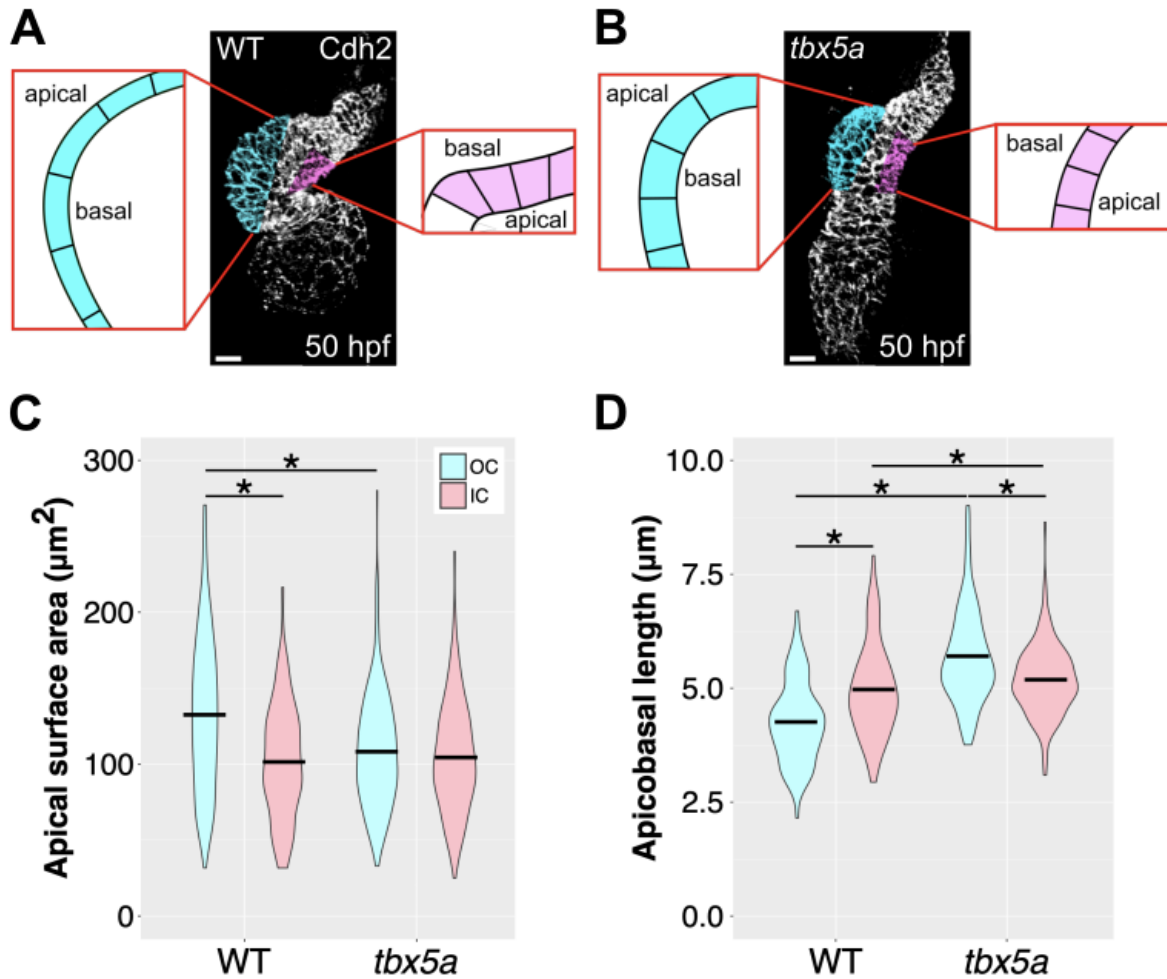 A
WT Cdh2
apical
basal
basal
apical
50 hpf
B
tbx5a
apical
basal
basal
apical
50 hpf
C
Apical surface area (µm²)
300
200
100
0
* *
OC
IC
WT tbx5a
D
Apicobasal length (µm)
10.0
7.5
5.0
2.5
0.0
* * * *
WT tbx5a